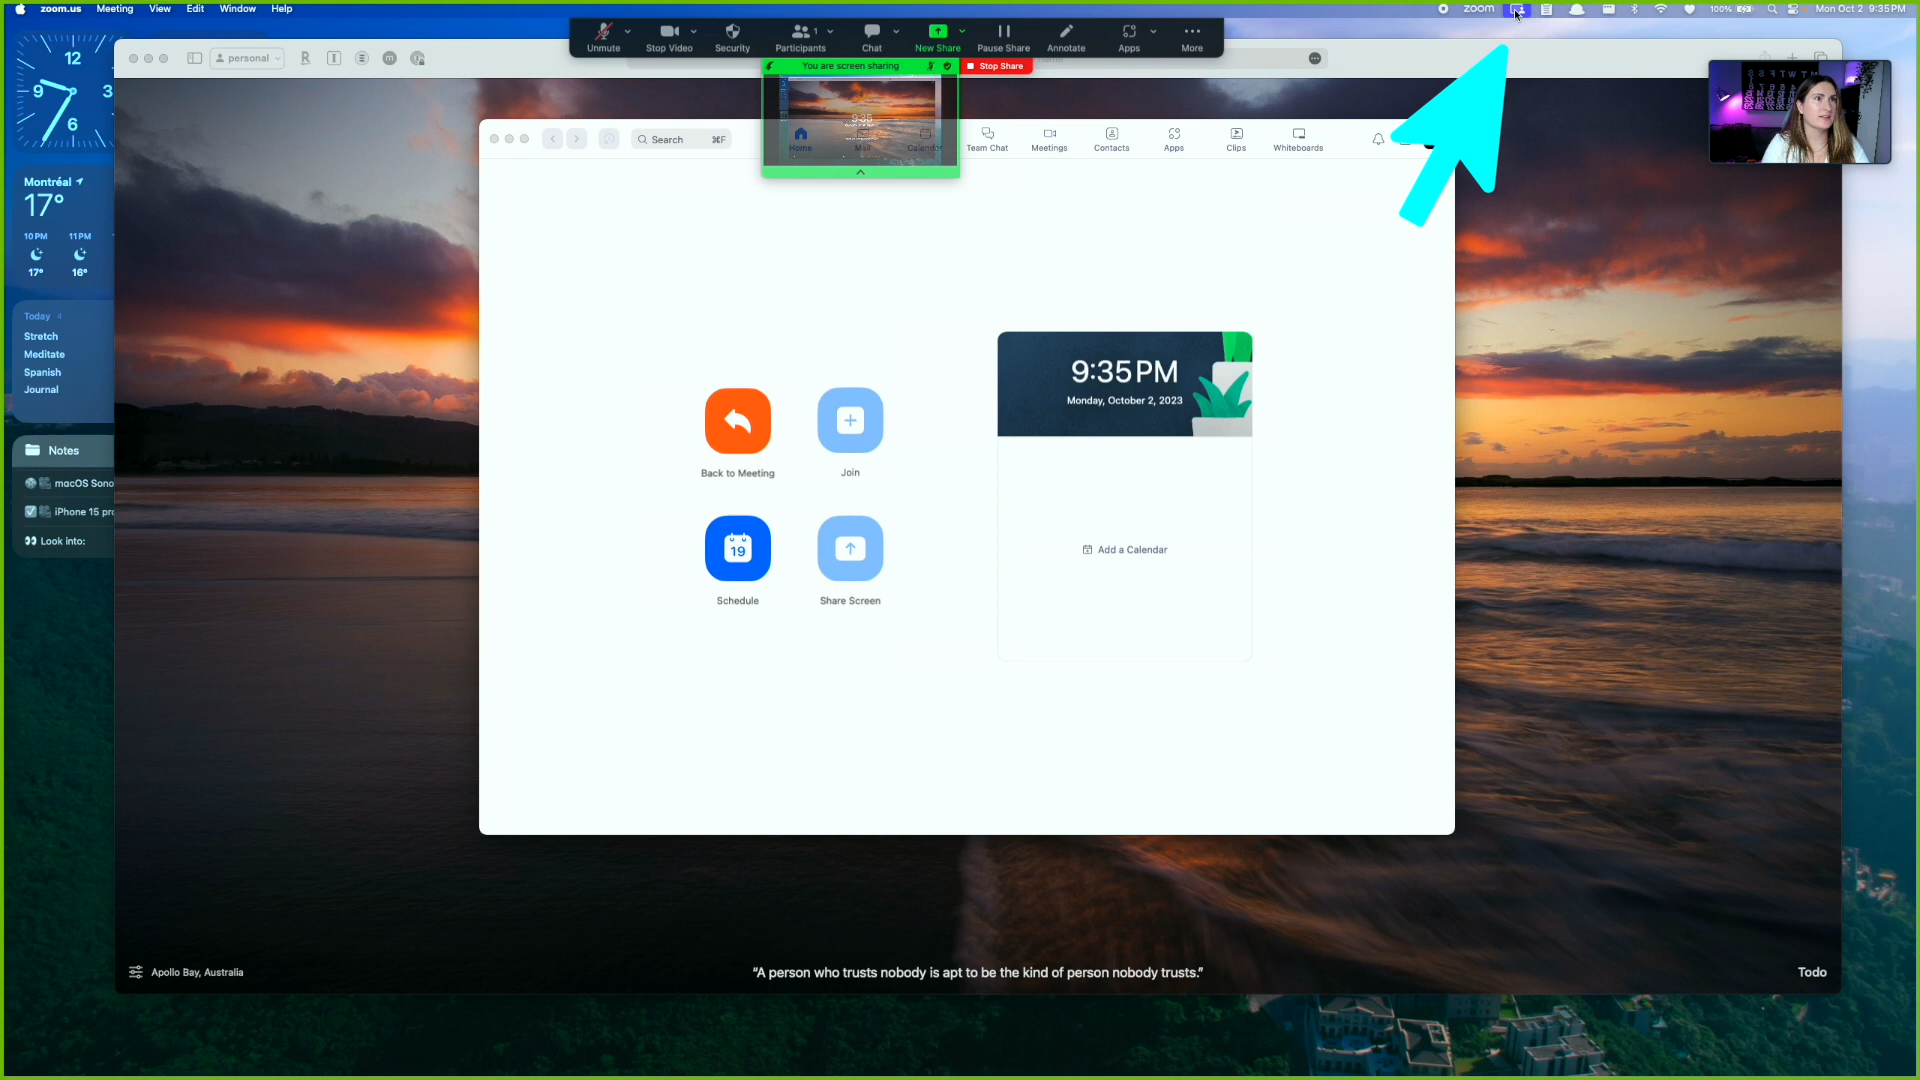 zoom.us Meeting View Edit Window Help
zoom 100% Mon Oct 2 9:35PM
Unmute Stop Video Security Participants 1 Chat New Share Pause Share Annotate Apps More
You are screen sharing Stop Share
personal
12
9 3
6
Montréal
17°
10PM 11PM
17° 16°
Today 4
Stretch
Meditate
Spanish
Journal
Notes
macOS Sono
iPhone 15 pro
Look into:
Search ⌘F
Home Mail Calendar Team Chat Meetings Contacts Apps Clips Whiteboards
9:35PM
Monday, October 2, 2023
Back to Meeting
Join
19
Schedule
Share Screen
Add a Calendar
Apollo Bay, Australia
“A person who trusts nobody is apt to be the kind of person nobody trusts.”
Todo